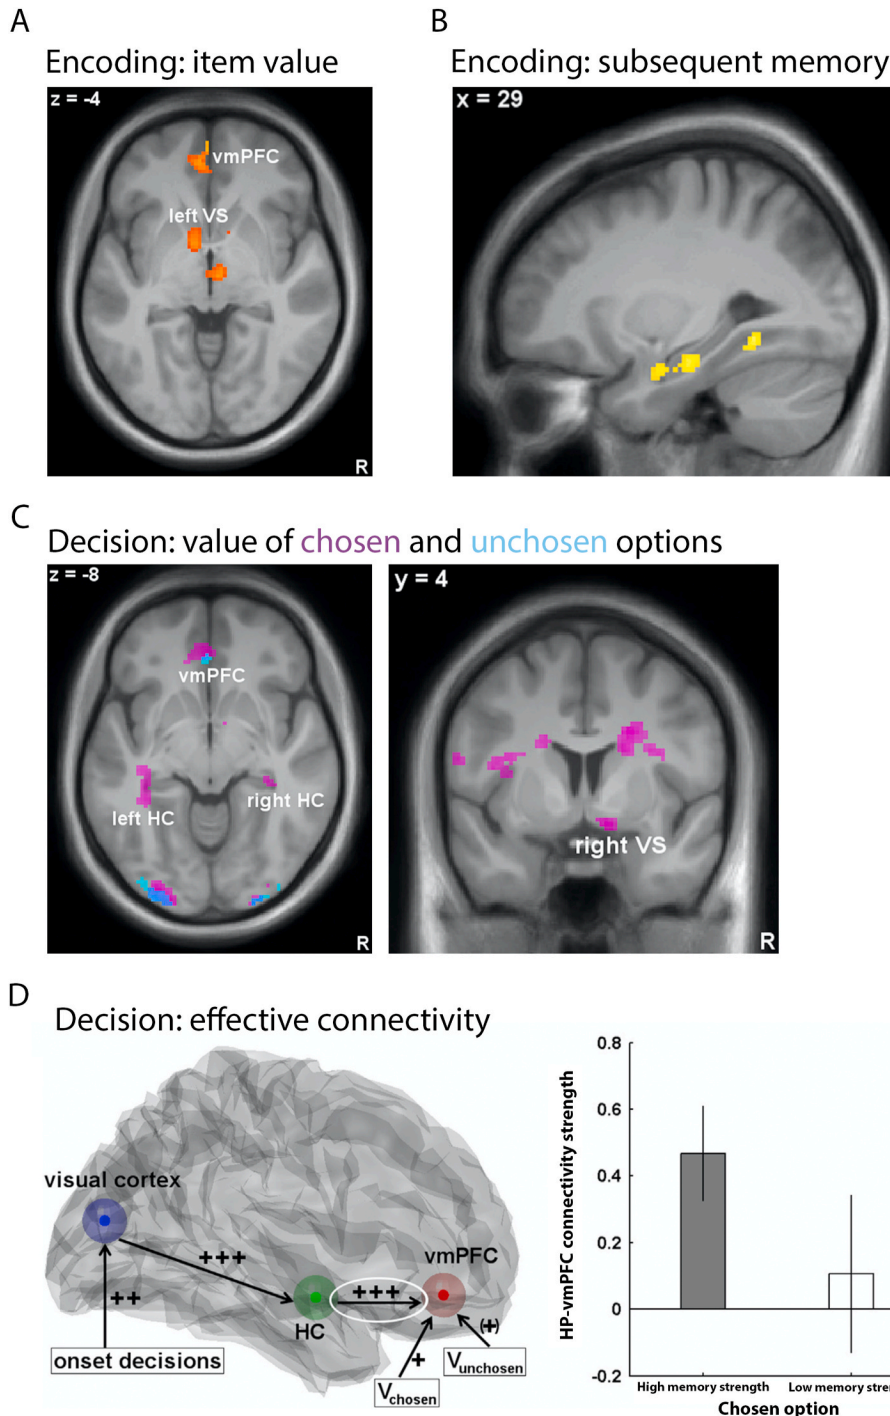 A
Encoding: item value
z = -4
vmPFC
left VS
R
B
Encoding: subsequent memory
x = 29
C
Decision: value of chosen and unchosen options
z = -8
vmPFC
left HC
right HC
R
y = 4
right VS
R
D
Decision: effective connectivity
visual cortex
+++
vmPFC
++
+++
HC
(+)
onset decisions
+
Vunchosen
Vchosen
HP-vmPFC connectivity strength
0.8
0.6
0.4
0.2
0
-0.2
High memory strength
Low memory stren
Chosen option